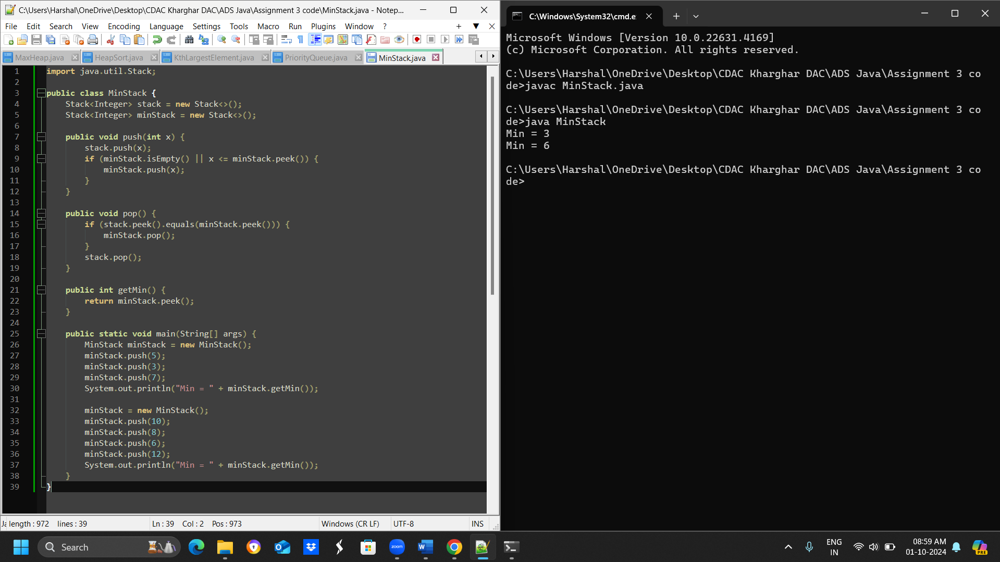 C:\Users\Harshal\OneDrive\Desktop\CDAC Kharghar DAC\ADS Java\Assignment 3 code\MinStack.java - Notep...
File Edit Search View Encoding Language Settings Tools Macro Run Plugins Window ?
MaxHeap.java HeapSort.java KthLargestElement.java PriorityQueue.java MinStack.java
1 import java.util.Stack;
2
3 public class MinStack {
4 Stack<Integer> stack = new Stack<>();
5 Stack<Integer> minStack = new Stack<>();
6
7 public void push(int x) {
8 stack.push(x);
9 if (minStack.isEmpty() || x <= minStack.peek()) {
10 minStack.push(x);
11 }
12 }
13
14 public void pop() {
15 if (stack.peek().equals(minStack.peek())) {
16 minStack.pop();
17 }
18 stack.pop();
19 }
20
21 public int getMin() {
22 return minStack.peek();
23 }
24
25 public static void main(String[] args) {
26 MinStack minStack = new MinStack();
27 minStack.push(5);
28 minStack.push(3);
29 minStack.push(7);
30 System.out.println("Min = " + minStack.getMin());
31
32 minStack = new MinStack();
33 minStack.push(10);
34 minStack.push(8);
35 minStack.push(6);
36 minStack.push(12);
37 System.out.println("Min = " + minStack.getMin());
38 }
39 }
Ja length : 972 lines : 39 Ln : 39 Col : 2 Pos : 973 Windows (CR LF) UTF-8 INS
C:\Windows\System32\cmd.e
Microsoft Windows [Version 10.0.22631.4169]
(c) Microsoft Corporation. All rights reserved.
C:\Users\Harshal\OneDrive\Desktop\CDAC Kharghar DAC\ADS Java\Assignment 3 co
de>javac MinStack.java
C:\Users\Harshal\OneDrive\Desktop\CDAC Kharghar DAC\ADS Java\Assignment 3 co
de>java MinStack
Min = 3
Min = 6
C:\Users\Harshal\OneDrive\Desktop\CDAC Kharghar DAC\ADS Java\Assignment 3 co
de>
Search
zoom
W
PRE
ENG
IN
08:59 AM
01-10-2024